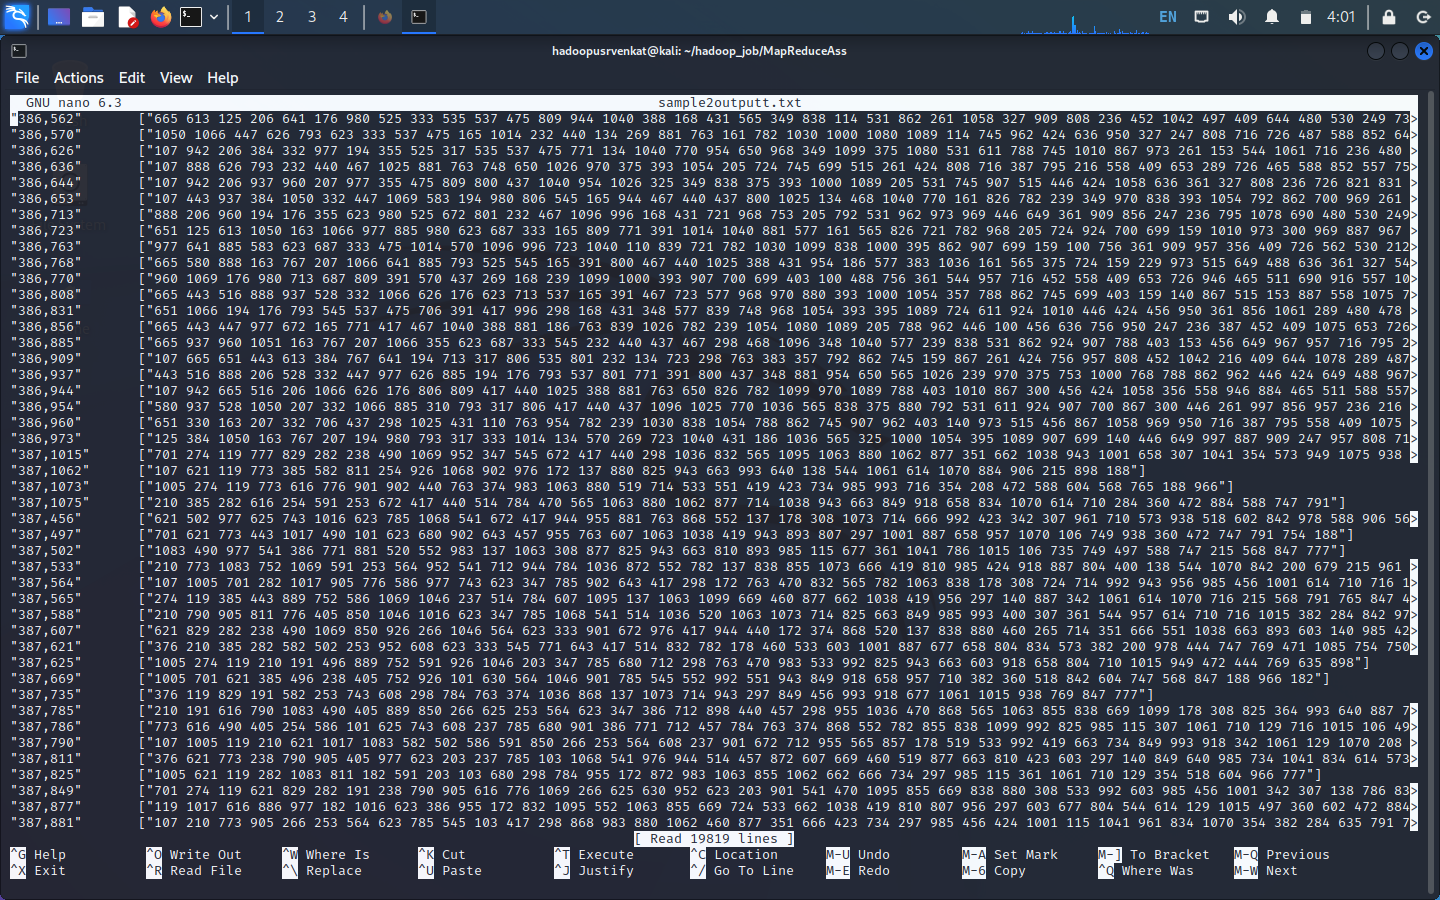 1 2 3 4 EN 4:01
hadoopusrvenkat@kali: ~/hadoop_job/MapReduceAss
File Actions Edit View Help
GNU nano 6.3 sample2outputt.txt
"386,562" ["665 613 125 206 641 176 980 525 333 535 537 475 809 944 1040 388 168 431 565 349 838 114 531 862 261 1058 327 909 808 236 452 1042 497 409 644 480 530 249 73>
"386,570" ["1050 1066 447 626 793 623 333 537 475 165 1014 232 440 134 269 881 763 161 782 1030 1000 1080 1089 114 745 962 424 636 950 327 247 808 716 726 487 588 852 64>
"386,626" ["107 942 206 384 332 977 194 355 525 317 535 537 475 771 134 1040 770 954 650 968 349 1099 375 1080 531 611 788 745 1010 867 973 261 153 544 1061 716 236 480 >
"386,636" ["107 888 626 793 232 440 467 1025 881 763 748 650 1026 970 375 393 1054 205 724 745 699 515 261 424 808 716 387 795 216 558 409 653 289 726 465 588 852 557 75>
"386,644" ["107 942 206 937 960 207 977 355 475 809 800 437 1040 954 1026 325 349 838 375 393 1000 1089 205 531 745 907 515 446 424 1058 636 361 327 808 236 726 821 831 >
"386,653" ["107 443 937 384 1050 332 447 1069 583 194 980 806 545 165 944 467 440 437 800 1025 134 468 1040 770 161 826 782 239 349 970 838 393 1054 792 862 700 969 261 >
"386,713" ["888 206 960 194 176 355 623 980 525 672 801 232 467 1096 996 168 431 721 968 753 205 792 531 962 973 969 446 649 361 909 856 247 236 795 1078 690 480 530 249>
"386,723" ["651 125 613 1050 163 1066 977 885 980 623 687 333 165 809 771 391 1014 1040 881 577 161 565 826 721 782 968 205 724 924 700 699 159 1010 973 300 969 887 967 >
"386,763" ["977 641 885 583 623 687 333 475 1014 570 1096 996 723 1040 110 839 721 782 1030 1099 838 1000 395 862 907 699 159 100 756 361 909 957 356 409 726 562 530 212>
"386,768" ["665 580 888 163 767 207 1066 641 885 793 525 545 165 391 800 467 440 1025 388 431 954 186 577 383 1036 161 565 375 724 159 229 973 515 649 488 636 361 327 54>
"386,770" ["960 1069 176 980 713 687 809 391 570 437 269 168 239 1099 1000 393 907 700 699 403 100 488 756 361 544 957 716 452 558 409 653 726 946 465 511 690 916 557 10>
"386,808" ["665 443 516 888 937 528 332 1066 626 176 623 713 537 165 391 467 723 577 968 970 880 393 1000 1054 357 788 862 745 699 403 159 140 867 515 153 887 558 1075 7>
"386,831" ["651 1066 194 176 793 545 537 475 706 391 417 996 298 168 431 348 577 839 748 968 1054 393 395 1089 724 611 924 1010 446 424 456 950 361 856 1061 289 480 478 >
"386,856" ["665 443 447 977 672 165 771 417 467 1040 388 881 186 763 839 1026 782 239 1054 1080 1089 205 788 962 446 100 456 636 756 950 247 236 387 452 409 1075 653 726>
"386,885" ["665 937 960 1051 163 767 207 1066 355 623 687 333 545 232 440 437 467 298 468 1096 348 1040 577 239 838 531 862 924 907 788 403 153 456 649 967 957 716 795 2>
"386,909" ["107 665 651 443 613 384 767 641 194 713 317 806 535 801 232 134 723 298 763 383 357 792 862 745 159 867 261 424 756 957 808 452 1042 216 409 644 1078 289 487>
"386,937" ["443 516 888 206 528 332 447 977 626 885 194 176 793 537 801 771 391 800 437 348 881 954 650 565 1026 239 970 375 753 1000 768 788 862 962 446 424 649 488 967>
"386,944" ["107 942 665 516 206 1066 626 176 806 809 417 440 1025 388 881 763 650 826 782 1099 970 1089 788 403 1010 867 300 456 424 1058 356 558 946 884 465 511 588 557>
"386,954" ["580 937 528 1050 207 332 1066 885 310 793 317 806 417 440 437 1096 1025 770 1036 565 838 375 880 792 531 611 924 907 700 867 300 446 261 997 856 957 236 216 >
"386,960" ["651 330 163 207 332 706 437 298 1025 431 110 763 954 782 239 1030 838 1054 788 862 745 907 962 403 140 973 515 456 867 1058 969 950 716 387 795 558 409 1075 >
"386,973" ["125 384 1050 163 767 207 194 980 793 317 333 1014 134 570 269 723 1040 431 186 1036 565 325 1000 1054 395 1089 907 699 140 446 649 997 887 909 247 957 808 71>
"387,1015" ["701 274 119 777 829 282 238 490 1069 952 347 545 672 417 440 298 1036 832 565 1095 1063 880 1062 877 351 662 1038 943 1001 658 307 1041 354 573 949 1075 938 >
"387,1062" ["107 621 119 773 385 582 811 254 926 1068 902 976 172 137 880 825 943 663 993 640 138 544 1061 614 1070 884 906 215 898 188"]
"387,1073" ["1005 274 119 773 616 776 901 902 440 763 374 983 1063 880 519 714 533 551 419 423 734 985 993 716 354 208 472 588 604 568 765 188 966"]
"387,1075" ["210 385 282 616 254 591 253 672 417 440 514 784 470 565 1063 880 1062 877 714 1038 943 663 849 918 658 834 1070 614 710 284 360 472 884 588 747 791"]
"387,456" ["621 502 977 625 743 1016 623 785 1068 541 672 417 944 955 881 763 868 552 137 178 308 1073 714 666 992 423 342 307 961 710 573 938 518 602 842 978 588 906 56>
"387,497" ["701 621 773 443 1017 490 101 623 680 902 643 457 955 763 607 1063 1038 419 943 893 807 297 1001 887 658 957 1070 106 749 938 360 472 747 791 754 188"]
"387,502" ["1083 490 977 541 386 771 881 520 552 983 137 1063 308 877 825 943 663 810 893 985 115 677 361 1041 786 1015 106 735 749 497 588 747 215 568 847 777"]
"387,533" ["210 773 1083 752 1069 591 253 564 952 541 712 944 784 1036 872 552 782 137 838 855 1073 666 419 810 985 424 918 887 804 400 138 544 1070 842 200 679 215 961 >
"387,564" ["107 1005 701 282 1017 905 776 586 977 743 623 347 785 902 643 417 298 172 763 470 832 565 782 1063 838 178 308 724 714 992 943 956 985 456 1001 614 710 716 1>
"387,565" ["274 119 385 443 889 752 586 1069 1046 237 514 784 607 1095 137 1063 1099 669 460 877 662 1038 419 956 297 140 887 342 1061 614 1070 716 215 568 791 765 847 4>
"387,588" ["210 790 905 811 776 405 850 1046 1016 623 347 785 1068 541 514 1036 520 1063 1073 714 825 663 849 985 993 400 307 361 544 957 614 710 716 1015 382 284 842 97>
"387,607" ["621 829 282 238 490 1069 850 926 266 1046 564 623 333 901 672 976 417 944 440 172 374 868 520 137 838 880 460 265 714 351 666 551 1038 663 893 603 140 985 42>
"387,621" ["376 210 385 282 582 502 253 952 608 623 333 545 771 643 417 514 832 782 178 460 533 603 1001 887 677 658 804 834 573 382 200 978 444 747 769 471 1085 754 750>
"387,625" ["1005 274 119 210 191 496 889 752 591 926 1046 203 347 785 680 712 298 763 470 983 533 992 825 943 663 603 918 658 804 710 1015 949 472 444 769 635 898"]
"387,669" ["1005 701 621 385 496 238 405 752 926 101 630 564 1046 901 785 545 552 992 551 943 849 918 658 957 710 382 360 518 842 604 747 568 847 188 966 182"]
"387,735" ["376 119 829 191 582 253 743 608 298 784 763 374 1036 868 137 1073 714 943 297 849 456 993 918 677 1061 1015 938 769 847 777"]
"387,785" ["210 191 616 790 1083 490 405 889 850 266 625 253 564 623 347 386 712 898 440 457 298 955 1036 470 868 565 1063 855 838 669 1099 178 308 825 364 993 640 887 7>
"387,786" ["773 616 490 405 254 586 101 625 743 608 237 785 680 901 386 771 712 457 784 763 374 868 552 782 855 838 1099 992 825 985 115 307 1061 710 129 716 1015 106 49>
"387,790" ["107 1005 119 210 621 1017 1083 582 502 586 591 850 266 253 564 608 237 901 672 712 955 565 857 178 519 533 992 419 663 734 849 993 918 342 1061 129 1070 208 >
"387,811" ["376 621 773 238 790 905 405 977 623 203 237 785 103 1068 541 976 944 514 457 872 607 669 460 519 877 663 810 423 603 297 140 849 640 985 734 1041 834 614 573>
"387,825" ["1005 621 119 282 1083 811 182 591 203 103 680 298 784 955 172 872 983 1063 855 1062 662 666 734 297 985 115 361 1061 710 129 354 518 604 966 777"]
"387,849" ["701 274 119 621 829 282 191 238 790 905 616 776 1069 266 625 630 952 623 203 901 541 470 1095 855 669 838 880 308 533 992 603 985 456 1001 342 307 138 786 83>
"387,877" ["119 1017 616 886 977 182 1016 623 386 955 172 832 1095 552 1063 855 669 724 533 662 1038 419 810 807 956 297 603 677 804 544 614 129 1015 497 360 602 472 884>
"387,881" ["107 210 773 905 266 253 564 623 785 545 103 417 298 868 983 880 1062 460 877 351 666 423 734 297 985 456 424 1001 115 1041 961 834 1070 354 382 284 635 791 7>
[ Read 19819 lines ]
^G Help ^O Write Out ^W Where Is ^K Cut ^T Execute ^C Location M-U Undo M-A Set Mark M-] To Bracket M-Q Previous
^X Exit ^R Read File ^\ Replace ^U Paste ^J Justify ^/ Go To Line M-E Redo M-6 Copy ^Q Where Was M-W Next